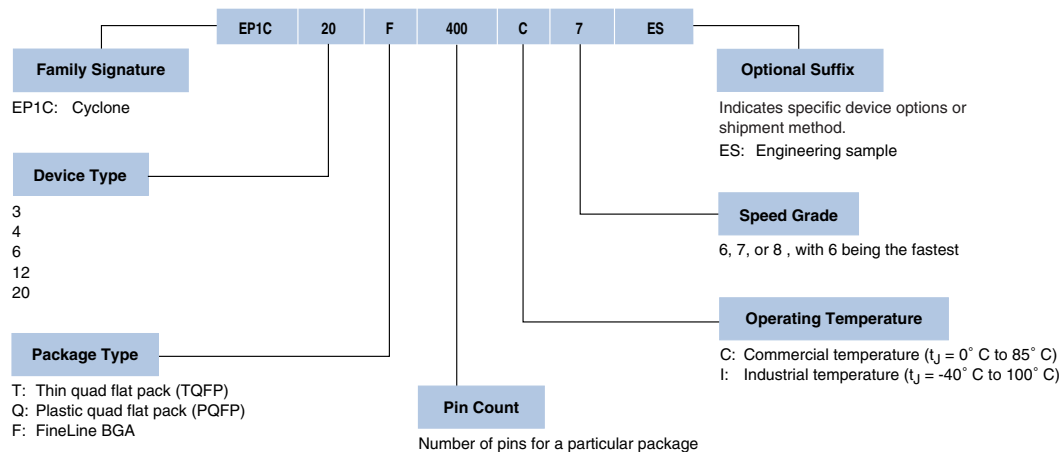 EP1C 20 F 400 C 7 ES
Family Signature
EP1C: Cyclone
Device Type
3
4
6
12
20
Package Type
T: Thin quad flat pack (TQFP)
Q: Plastic quad flat pack (PQFP)
F: FineLine BGA
Pin Count
Number of pins for a particular package
Optional Suffix
Indicates specific device options or
shipment method.
ES: Engineering sample
Speed Grade
6, 7, or 8 , with 6 being the fastest
Operating Temperature
C: Commercial temperature (tJ = 0° C to 85° C)
I: Industrial temperature (tJ = -40° C to 100° C)